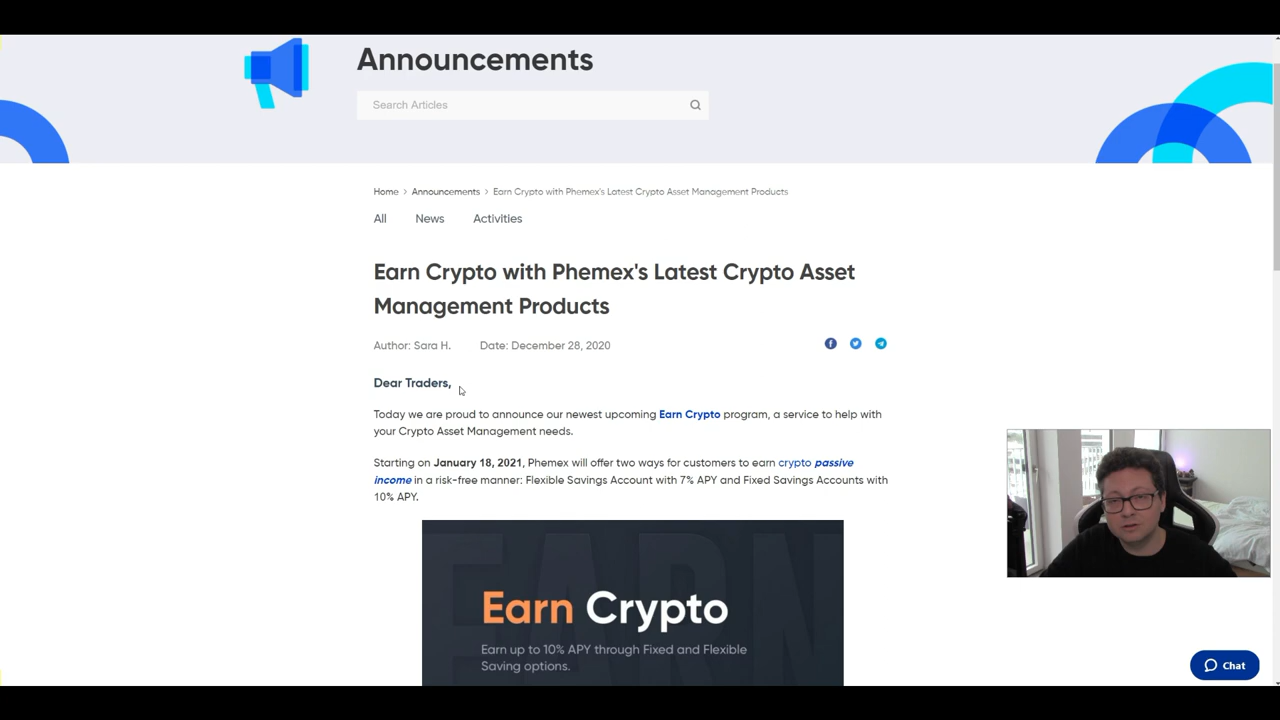 Announcements
Search Articles
Home > Announcements > Earn Crypto with Phemex's Latest Crypto Asset Management Products
All News Activities
Earn Crypto with Phemex's Latest Crypto Asset
Management Products
Author: Sara H. Date: December 28, 2020
Dear Traders,
Today we are proud to announce our newest upcoming Earn Crypto program, a service to help with
your Crypto Asset Management needs.
Starting on January 18, 2021, Phemex will offer two ways for customers to earn crypto passive
income in a risk-free manner: Flexible Savings Account with 7% APY and Fixed Savings Accounts with
10% APY.
EARN
Earn Crypto
Earn up to 10% APY through Fixed and Flexible
Saving options.
Chat